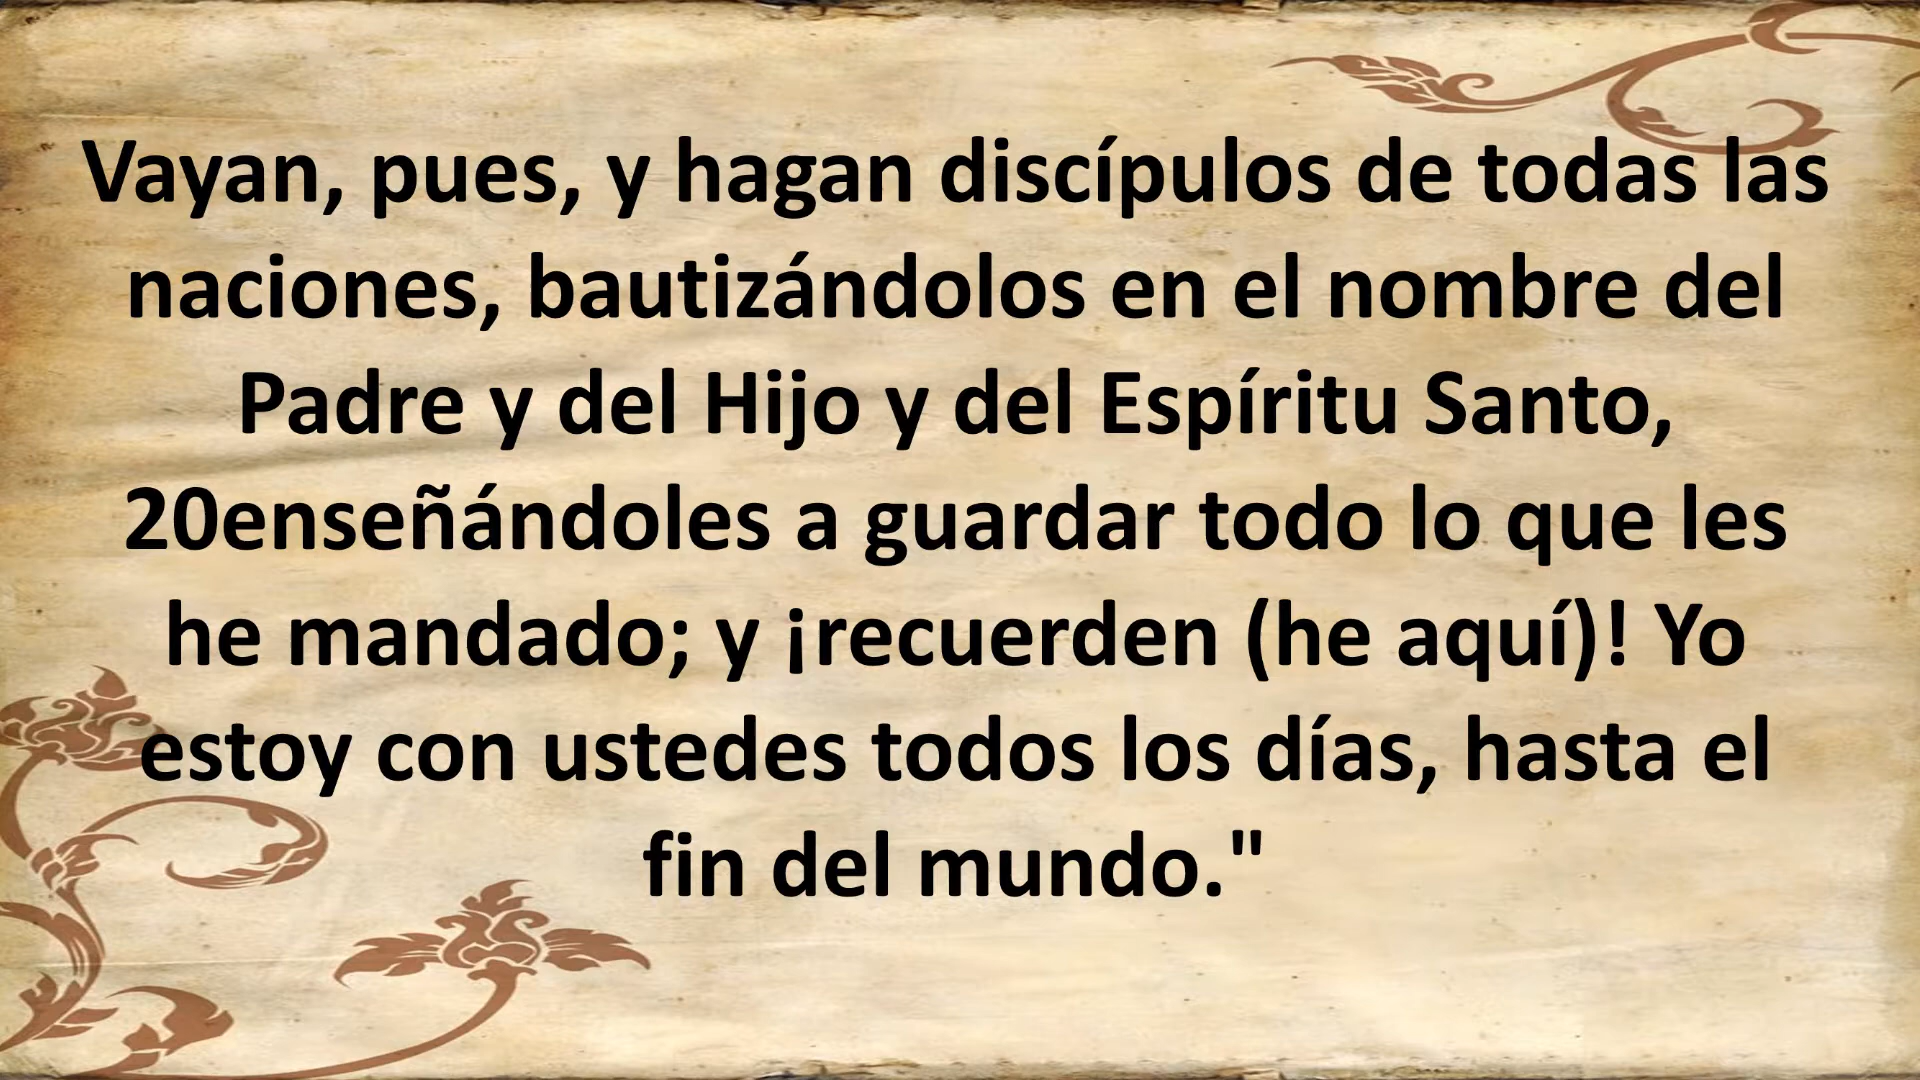 Vayan, pues, y hagan discípulos de todas las
naciones, bautizándolos en el nombre del
Padre y del Hijo y del Espíritu Santo,
20enseñándoles a guardar todo lo que les
he mandado; y ¡recuerden (he aquí)! Yo
estoy con ustedes todos los días, hasta el
fin del mundo."